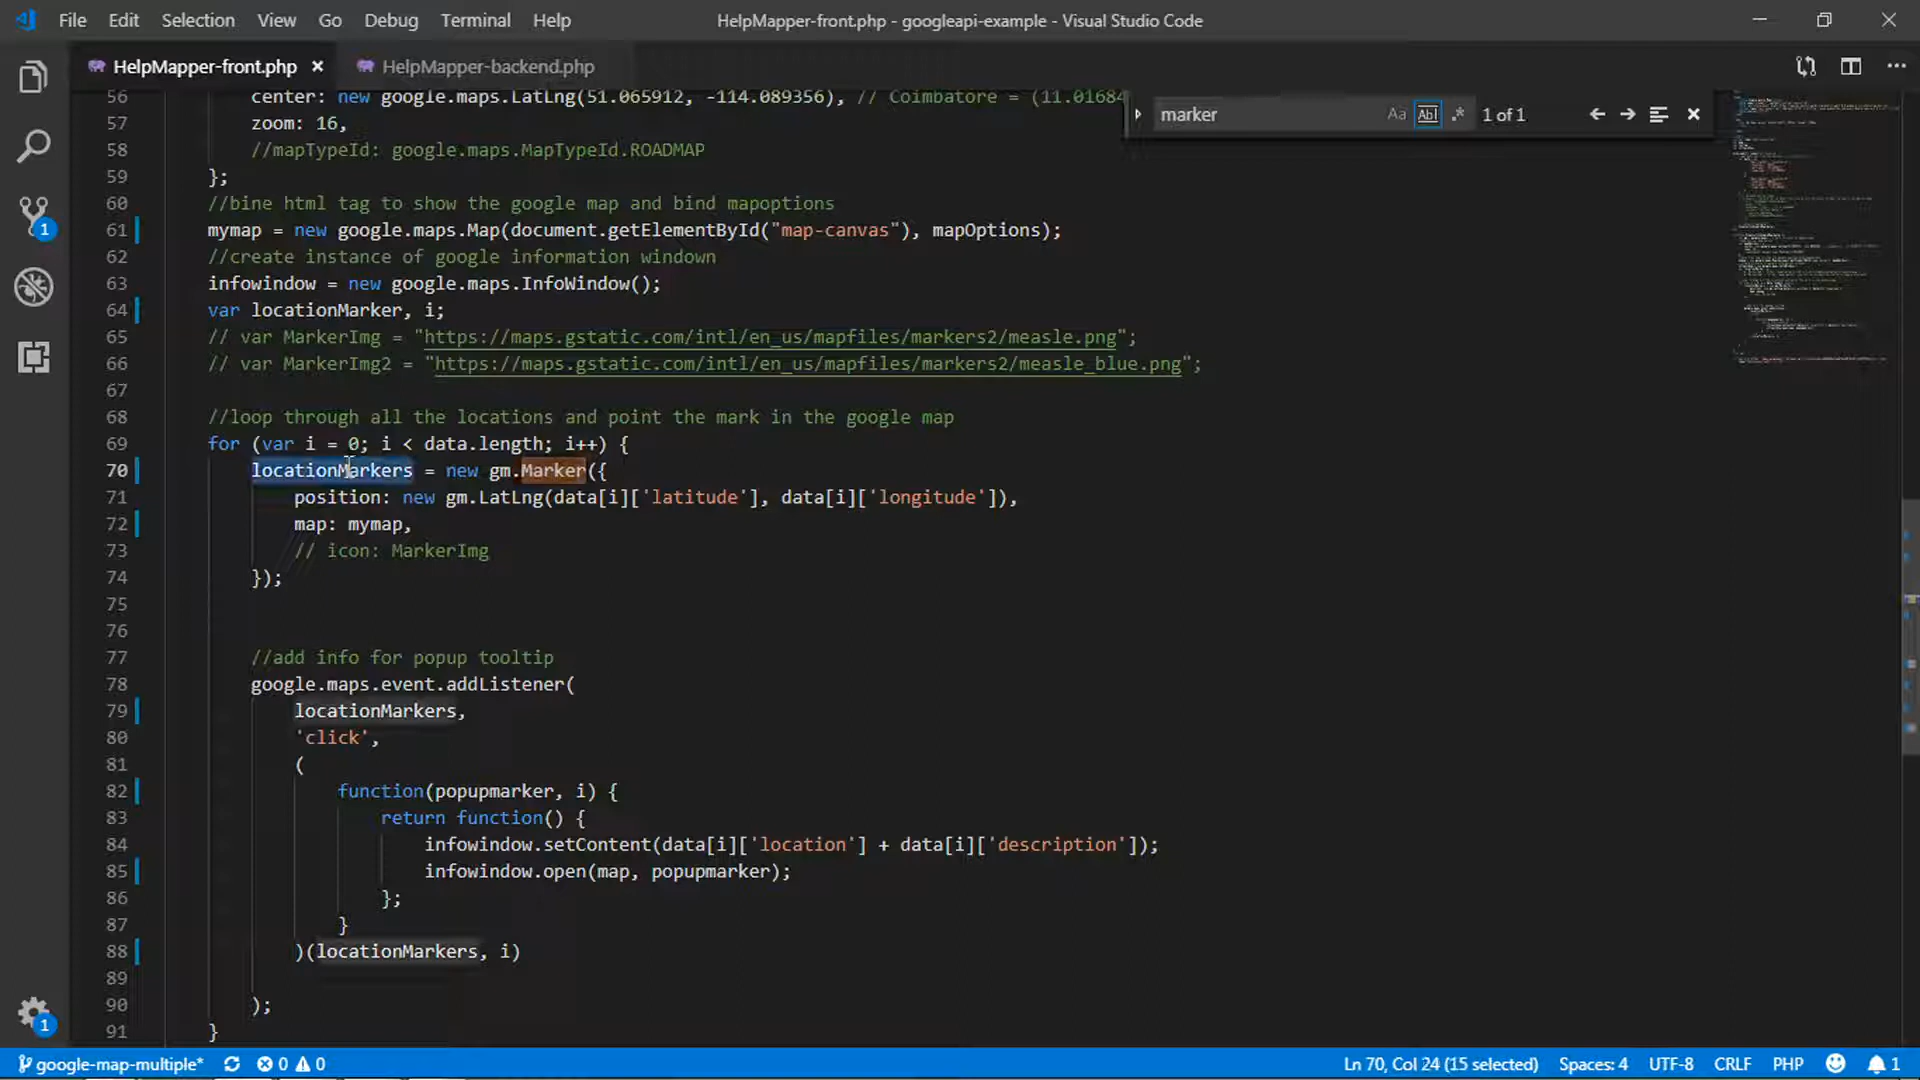 File Edit Selection View Go Debug Terminal Help HelpMapper-front.php - googleapi-example - Visual Studio Code
HelpMapper-front.php HelpMapper-backend.php
marker Aa Abl .* 1 of 1
56 center: new google.maps.LatLng(51.065912, -114.089356), // Coimbatore = (11.01684
57 zoom: 16,
58 //mapTypeId: google.maps.MapTypeId.ROADMAP
59 };
60 //bine html tag to show the google map and bind mapoptions
61 mymap = new google.maps.Map(document.getElementById("map-canvas"), mapOptions);
62 //create instance of google information windown
63 infowindow = new google.maps.InfoWindow();
64 var locationMarker, i;
65 // var MarkerImg = "https://maps.gstatic.com/intl/en_us/mapfiles/markers2/measle.png";
66 // var MarkerImg2 = "https://maps.gstatic.com/intl/en_us/mapfiles/markers2/measle_blue.png";
67
68 //loop through all the locations and point the mark in the google map
69 for (var i = 0; i < data.length; i++) {
70 locationMarkers = new gm.Marker({
71 position: new gm.LatLng(data[i]['latitude'], data[i]['longitude']),
72 map: mymap,
73 // icon: MarkerImg
74 });
75
76
77 //add info for popup tooltip
78 google.maps.event.addListener(
79 locationMarkers,
80 'click',
81 (
82 function(popupmarker, i) {
83 return function() {
84 infowindow.setContent(data[i]['location'] + data[i]['description']);
85 infowindow.open(map, popupmarker);
86 };
87 }
88 )(locationMarkers, i)
89
90 );
91 }
1
1
google-map-multiple* 0 0 Ln 70, Col 24 (15 selected) Spaces: 4 UTF-8 CRLF PHP 1